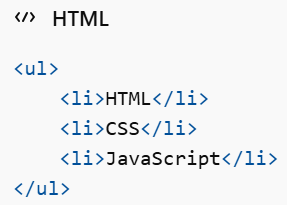 </> HTML
<ul>
    <li>HTML</li>
    <li>CSS</li>
    <li>JavaScript</li>
</ul>